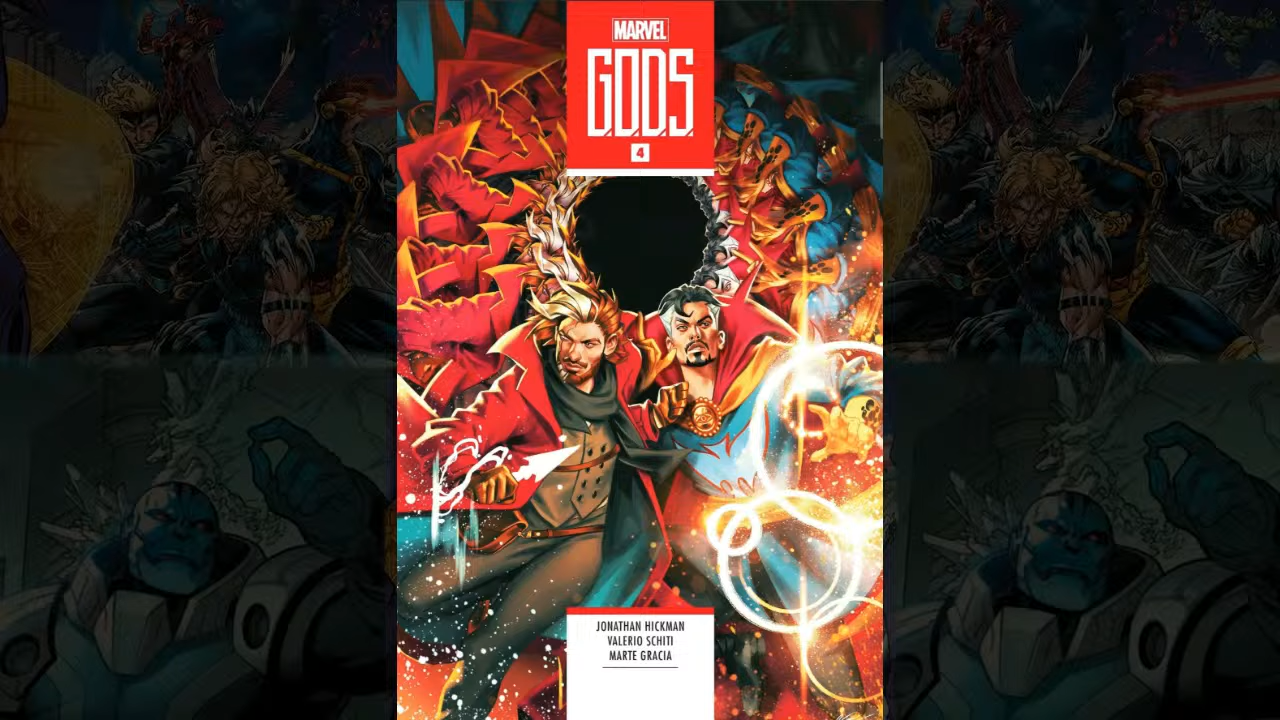 MARVEL
G.O.D.S.
4
JONATHAN HICKMAN
VALERIO SCHITI
MARTE GRACIA